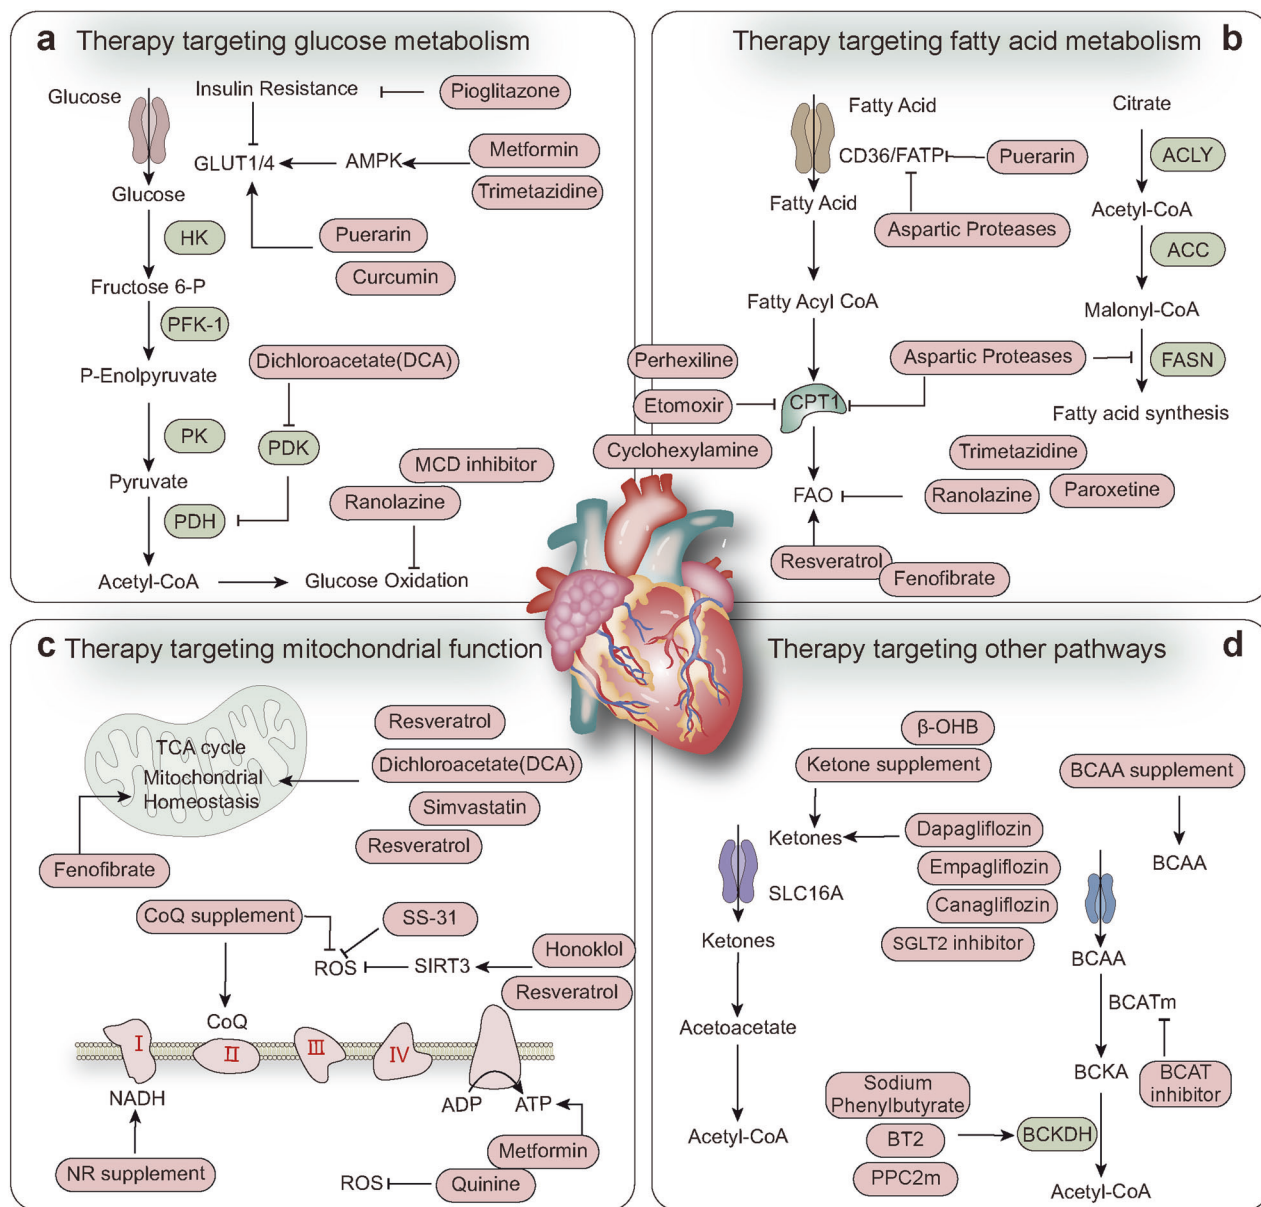 a Therapy targeting glucose metabolism
Glucose
Insulin Resistance
Pioglitazone
GLUT1/4
AMPK
Metformin
Trimetazidine
Glucose
HK
Puerarin
Curcumin
Fructose 6-P
PFK-1
Dichloroacetate(DCA)
P-Enolpyruvate
PK
PDK
MCD inhibitor
Pyruvate
Ranolazine
PDH
Acetyl-CoA
Glucose Oxidation
Therapy targeting fatty acid metabolism b
Fatty Acid
Citrate
CD36/FATP
Puerarin
ACLY
Fatty Acid
Aspartic Proteases
Acetyl-CoA
ACC
Fatty Acyl CoA
Malonyl-CoA
Perhexiline
Aspartic Proteases
FASN
Etomoxir
CPT1
Fatty acid synthesis
Cyclohexylamine
Trimetazidine
FAO
Ranolazine
Paroxetine
Resveratrol
Fenofibrate
c Therapy targeting mitochondrial function
TCA cycle
Mitochondrial
Homeostasis
Resveratrol
Dichloroacetate(DCA)
Simvastatin
Resveratrol
Fenofibrate
CoQ supplement
SS-31
ROS
SIRT3
Honoklol
Resveratrol
CoQ
I
II
III
IV
NADH
ADP
ATP
Metformin
NR supplement
ROS
Quinine
Therapy targeting other pathways d
β-OHB
Ketone supplement
BCAA supplement
Ketones
Dapagliflozin
BCAA
Empagliflozin
SLC16A
Canagliflozin
Ketones
SGLT2 inhibitor
BCAA
BCATm
Acetoacetate
BCKA
BCAT
inhibitor
Sodium
Phenylbutyrate
Acetyl-CoA
BT2
BCKDH
PPC2m
Acetyl-CoA